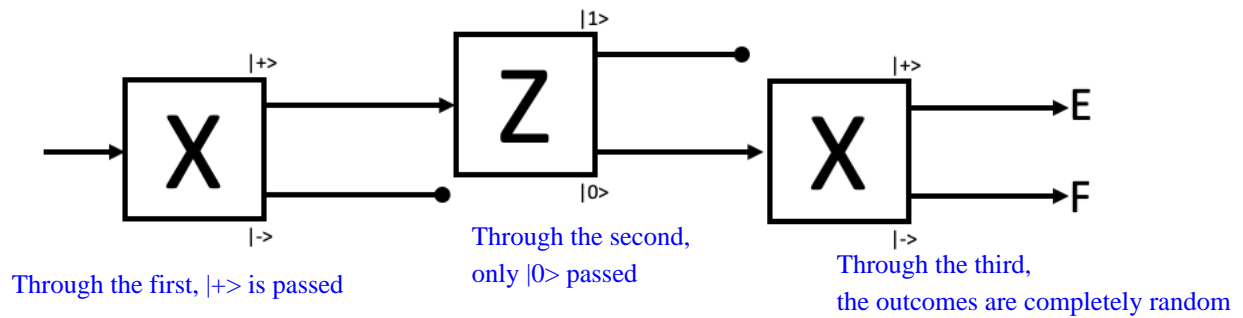 |1>
|+>
|+>
X
Z
X
E
F
|->
|0>
|->
Through the first, |+> is passed
Through the second,
only |0> passed
Through the third,
the outcomes are completely random